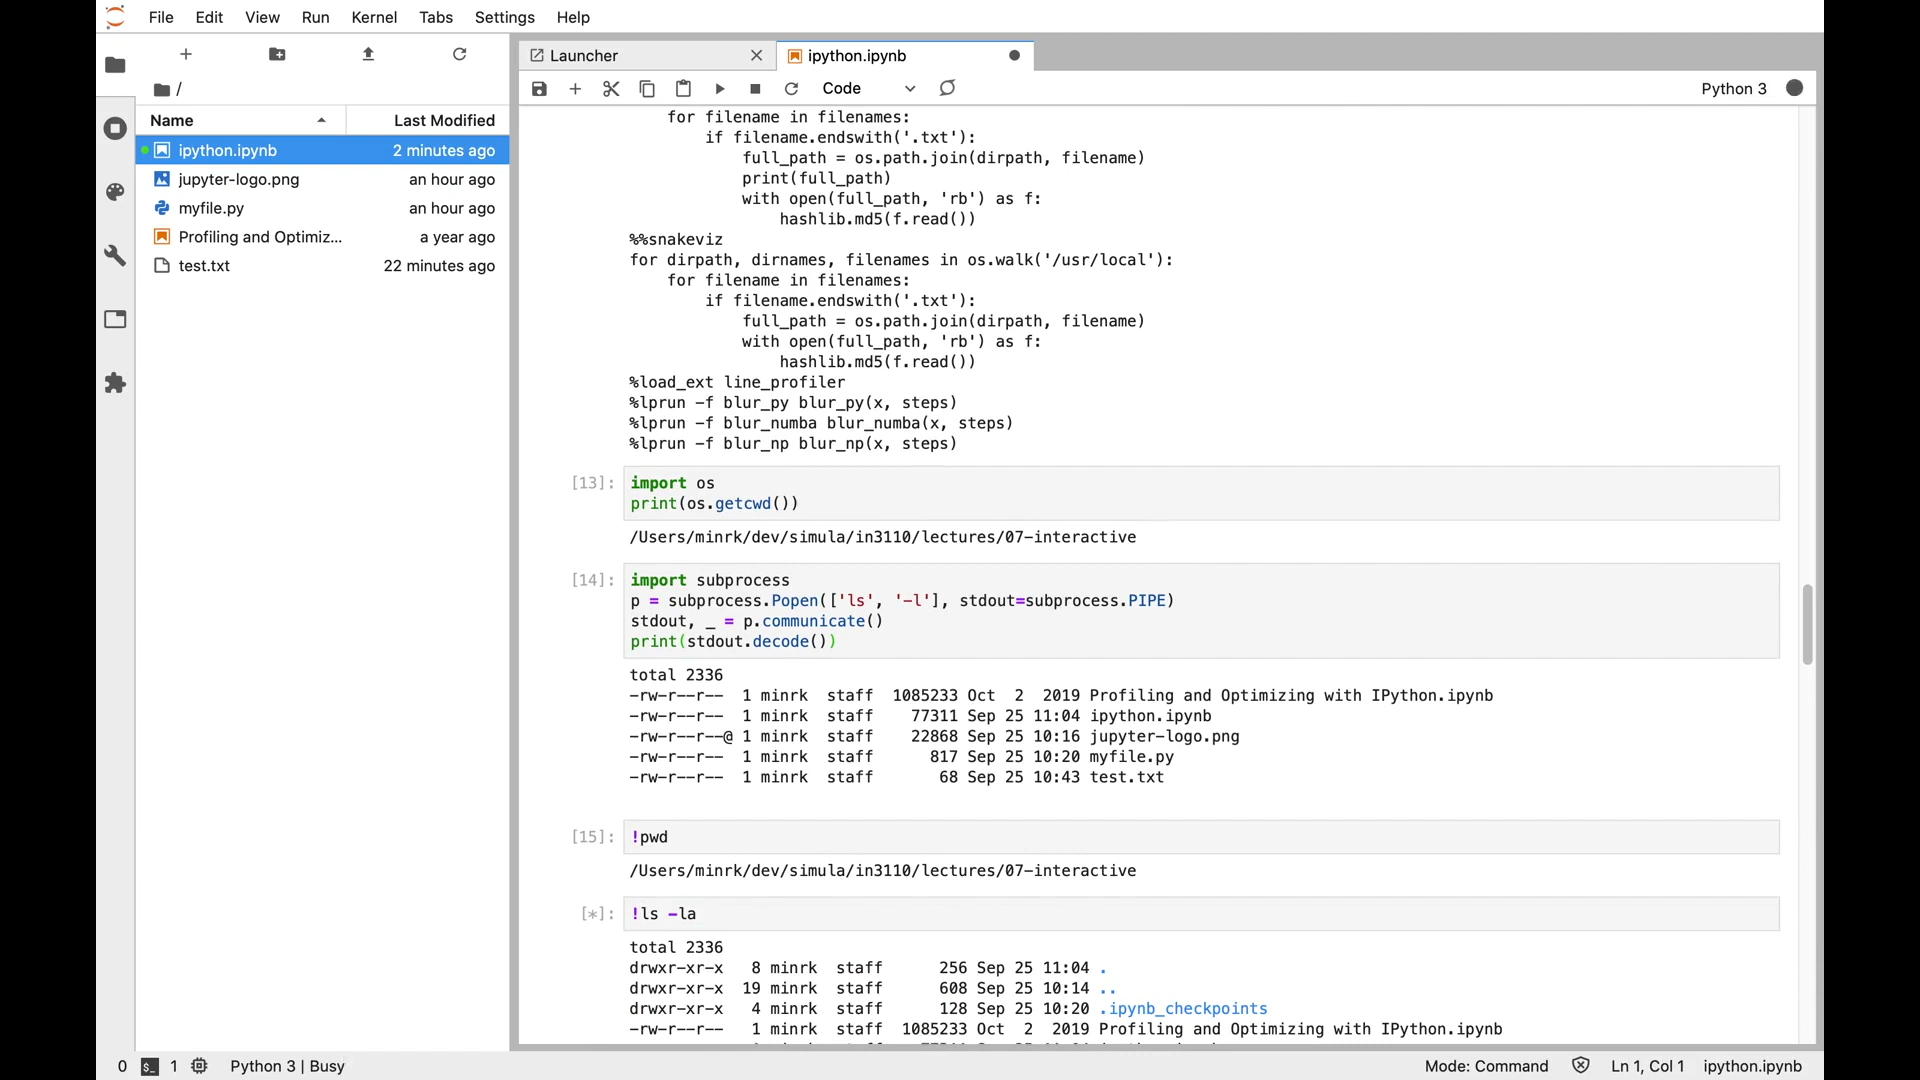 File Edit View Run Kernel Tabs Settings Help
Launcher
ipython.ipynb
/
Code
Python 3
Name Last Modified
ipython.ipynb 2 minutes ago
jupyter-logo.png an hour ago
myfile.py an hour ago
Profiling and Optimiz... a year ago
test.txt 22 minutes ago
for filename in filenames:
if filename.endswith('.txt'):
full_path = os.path.join(dirpath, filename)
print(full_path)
with open(full_path, 'rb') as f:
hashlib.md5(f.read())
%%snakeviz
for dirpath, dirnames, filenames in os.walk('/usr/local'):
for filename in filenames:
if filename.endswith('.txt'):
full_path = os.path.join(dirpath, filename)
with open(full_path, 'rb') as f:
hashlib.md5(f.read())
%load_ext line_profiler
%lprun -f blur_py blur_py(x, steps)
%lprun -f blur_numba blur_numba(x, steps)
%lprun -f blur_np blur_np(x, steps)
[13]: import os
print(os.getcwd())
/Users/minrk/dev/simula/in3110/lectures/07-interactive
[14]: import subprocess
p = subprocess.Popen(['ls', '-l'], stdout=subprocess.PIPE)
stdout, _ = p.communicate()
print(stdout.decode())
total 2336
-rw-r--r-- 1 minrk staff 1085233 Oct 2 2019 Profiling and Optimizing with IPython.ipynb
-rw-r--r-- 1 minrk staff 77311 Sep 25 11:04 ipython.ipynb
-rw-r--r--@ 1 minrk staff 22868 Sep 25 10:16 jupyter-logo.png
-rw-r--r-- 1 minrk staff 817 Sep 25 10:20 myfile.py
-rw-r--r-- 1 minrk staff 68 Sep 25 10:43 test.txt
[15]: !pwd
/Users/minrk/dev/simula/in3110/lectures/07-interactive
[*]: !ls -la
total 2336
drwxr-xr-x 8 minrk staff 256 Sep 25 11:04 .
drwxr-xr-x 19 minrk staff 608 Sep 25 10:14 ..
drwxr-xr-x 4 minrk staff 128 Sep 25 10:20 .ipynb_checkpoints
-rw-r--r-- 1 minrk staff 1085233 Oct 2 2019 Profiling and Optimizing with IPython.ipynb
0 1 Python 3 | Busy Mode: Command Ln 1, Col 1 ipython.ipynb